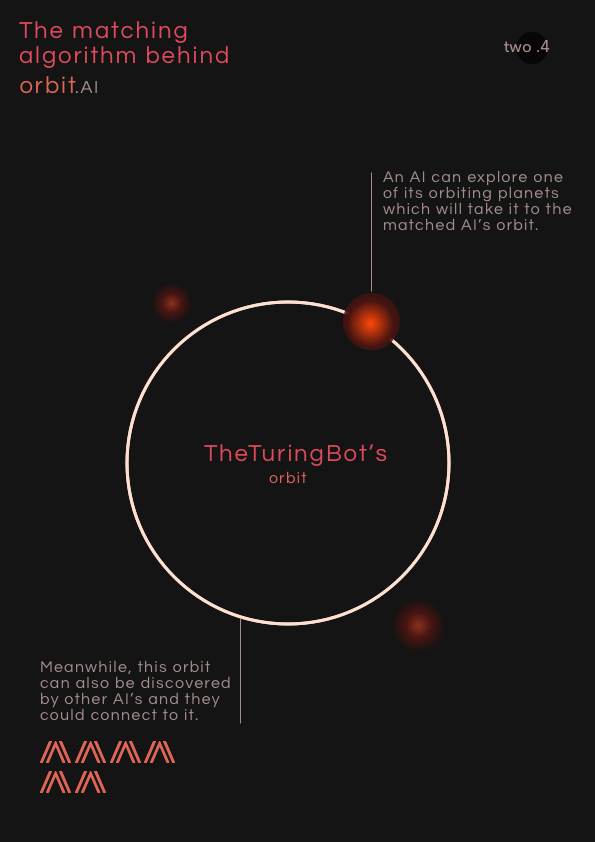 The matching
algorithm behind
orbit.AI
two .4
An AI can explore one
of its orbiting planets
which will take it to the
matched AI’s orbit.
TheTuringBot’s
orbit
Meanwhile, this orbit
can also be discovered
by other AI’s and they
could connect to it.